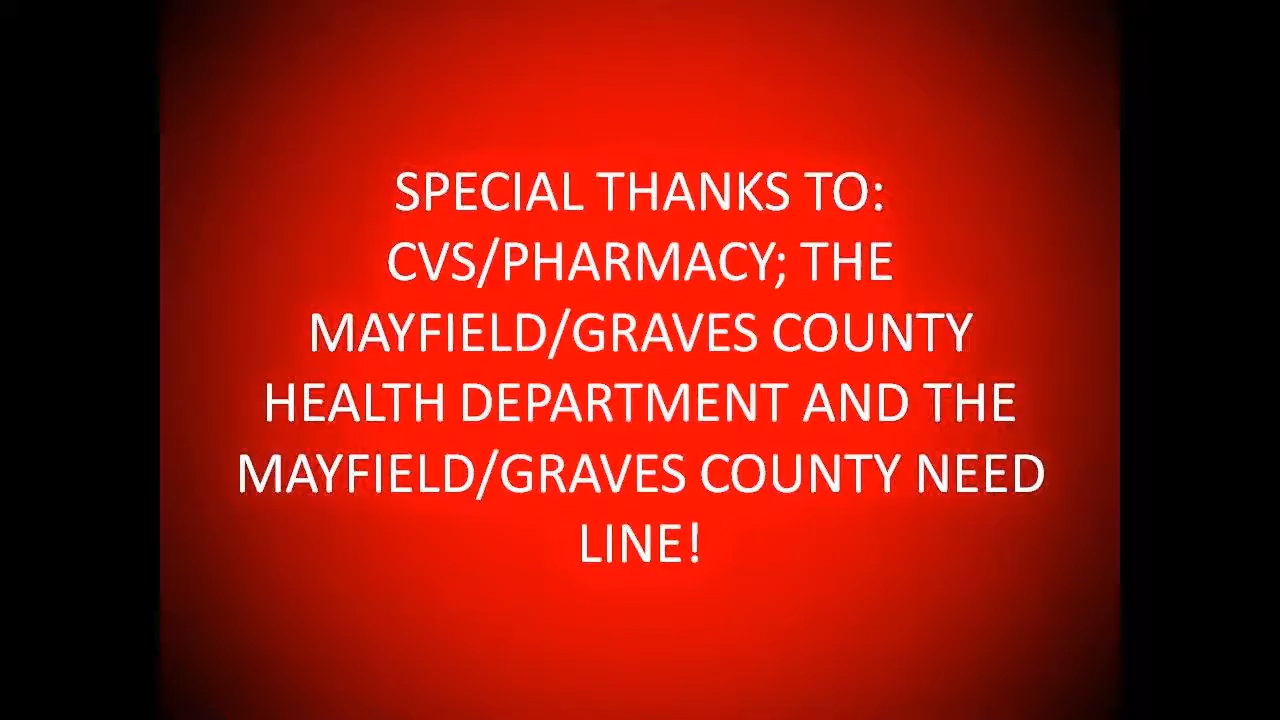 SPECIAL THANKS TO:
CVS/PHARMACY; THE
MAYFIELD/GRAVES COUNTY
HEALTH DEPARTMENT AND THE
MAYFIELD/GRAVES COUNTY NEED
LINE!